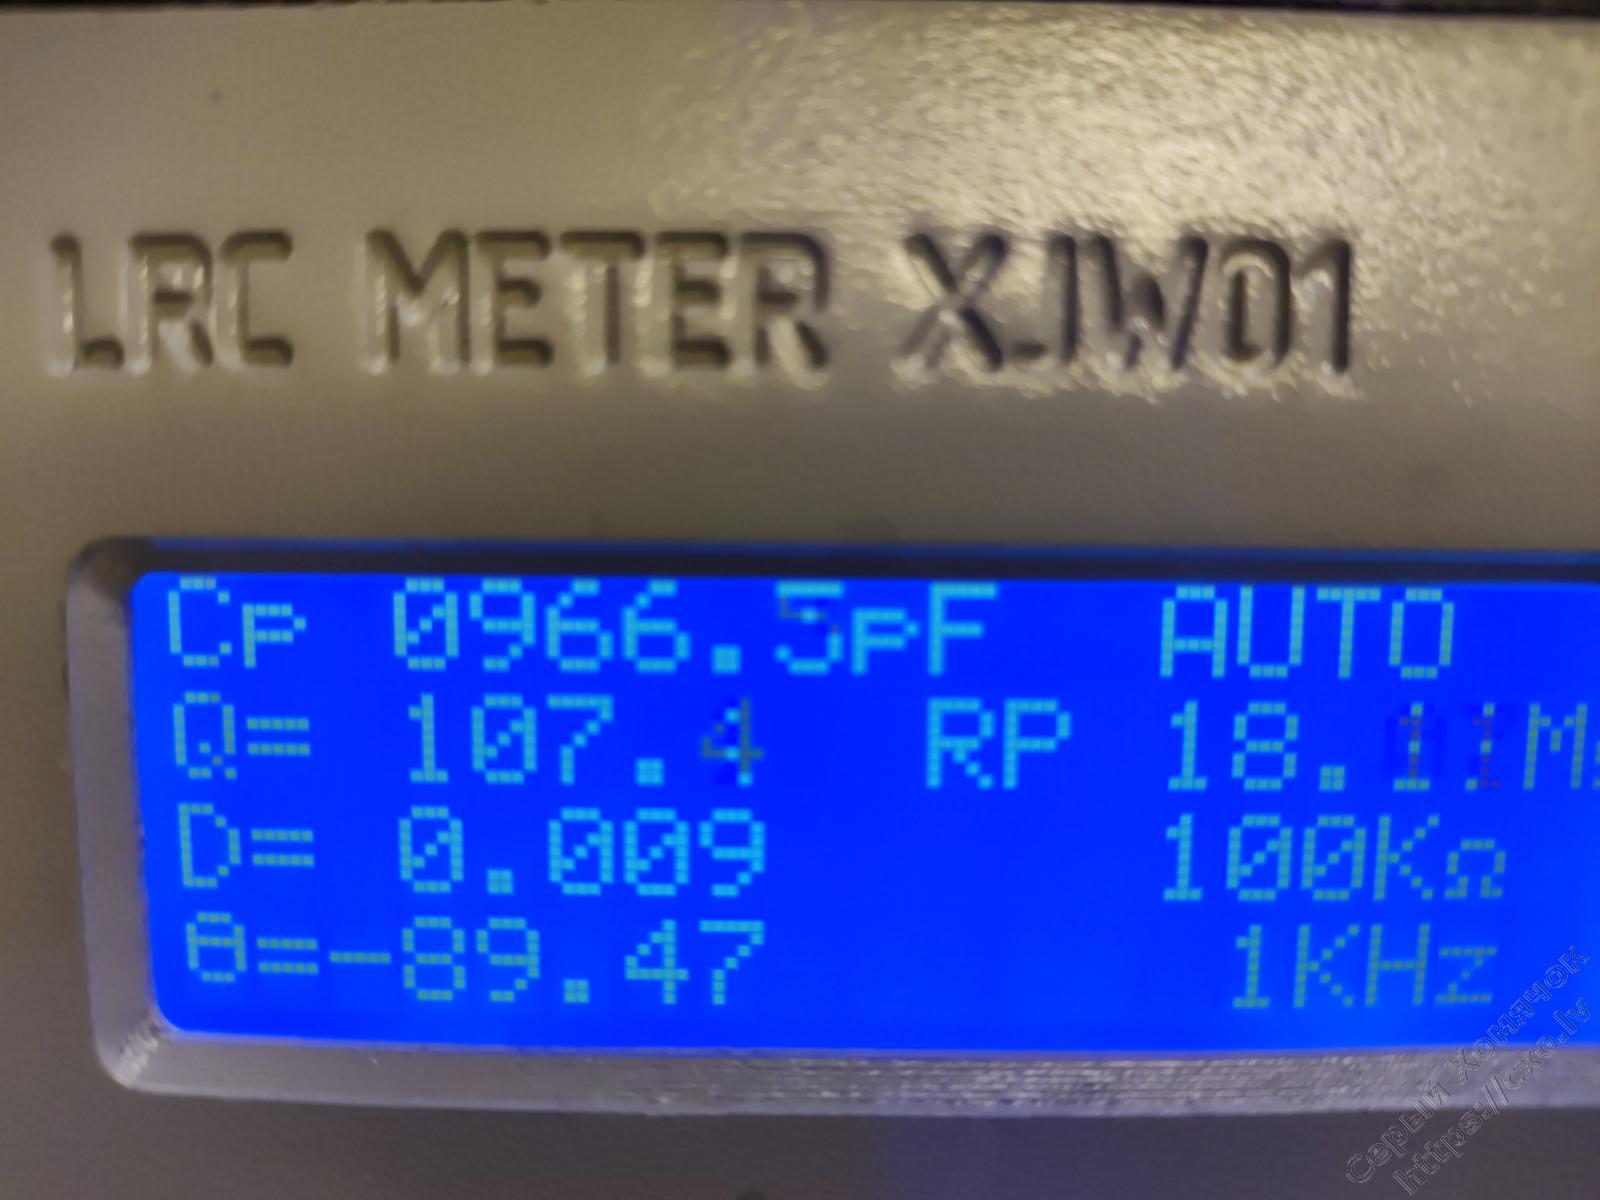 LRC METER XJW01
Cp 0966.5pF AUTO
Q= 107.4 RP 18.11M
D= 0.009 100KΩ
θ=-89.47 1KHz
Серый Хомячок
https://cxo.lv